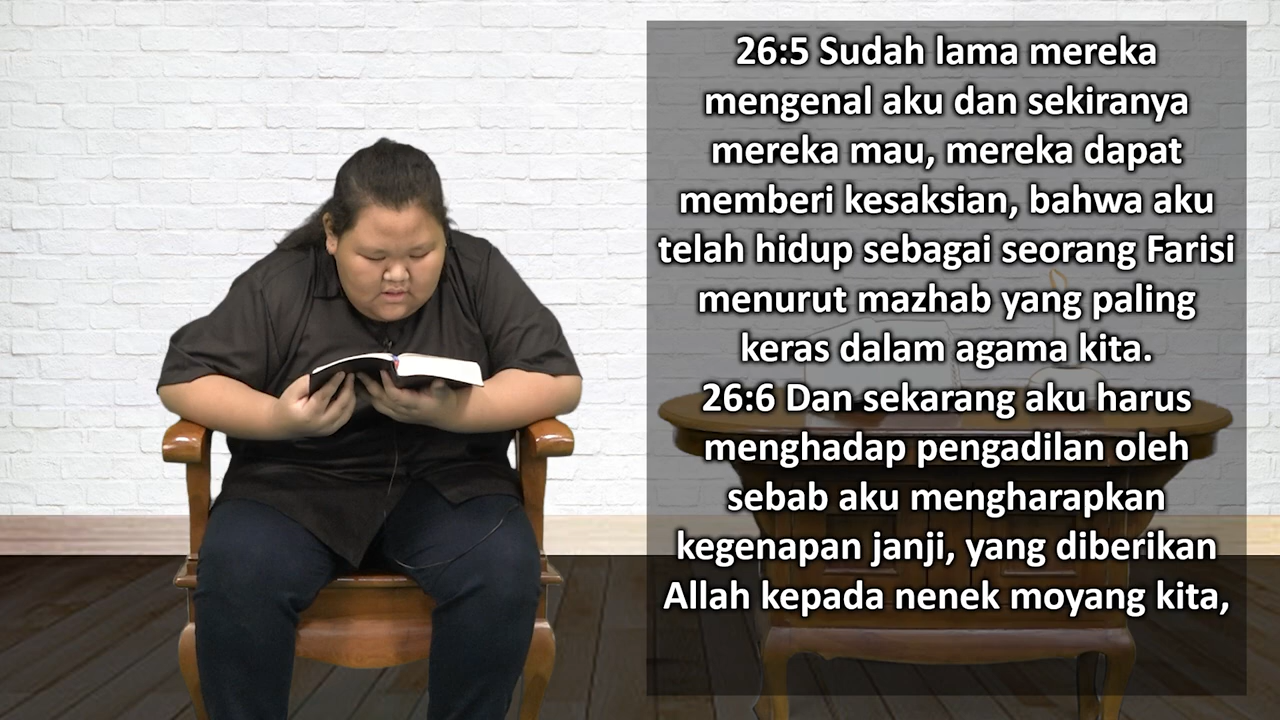 26:5 Sudah lama mereka
mengenal aku dan sekiranya
mereka mau, mereka dapat
memberi kesaksian, bahwa aku
telah hidup sebagai seorang Farisi
menurut mazhab yang paling
keras dalam agama kita.
26:6 Dan sekarang aku harus
menghadap pengadilan oleh
sebab aku mengharapkan
kegenapan janji, yang diberikan
Allah kepada nenek moyang kita,